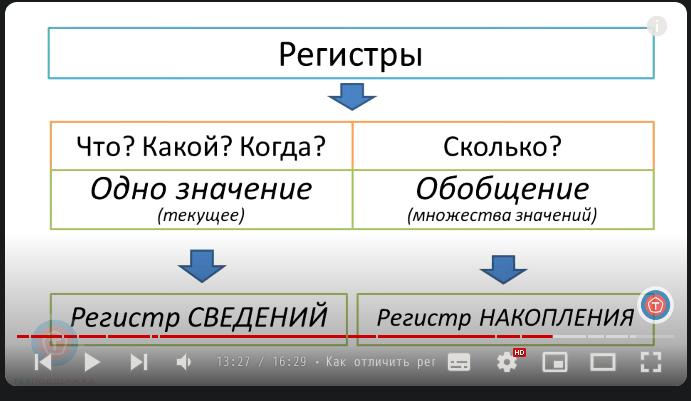 Регистры
Что? Какой? Когда?
Сколько?
Одно значение
(текущее)
Обобщение
(множества значений)
Регистр СВЕДЕНИЙ
Регистр НАКОПЛЕНИЯ
13:27 / 16:29 • Как отличить рег
HD